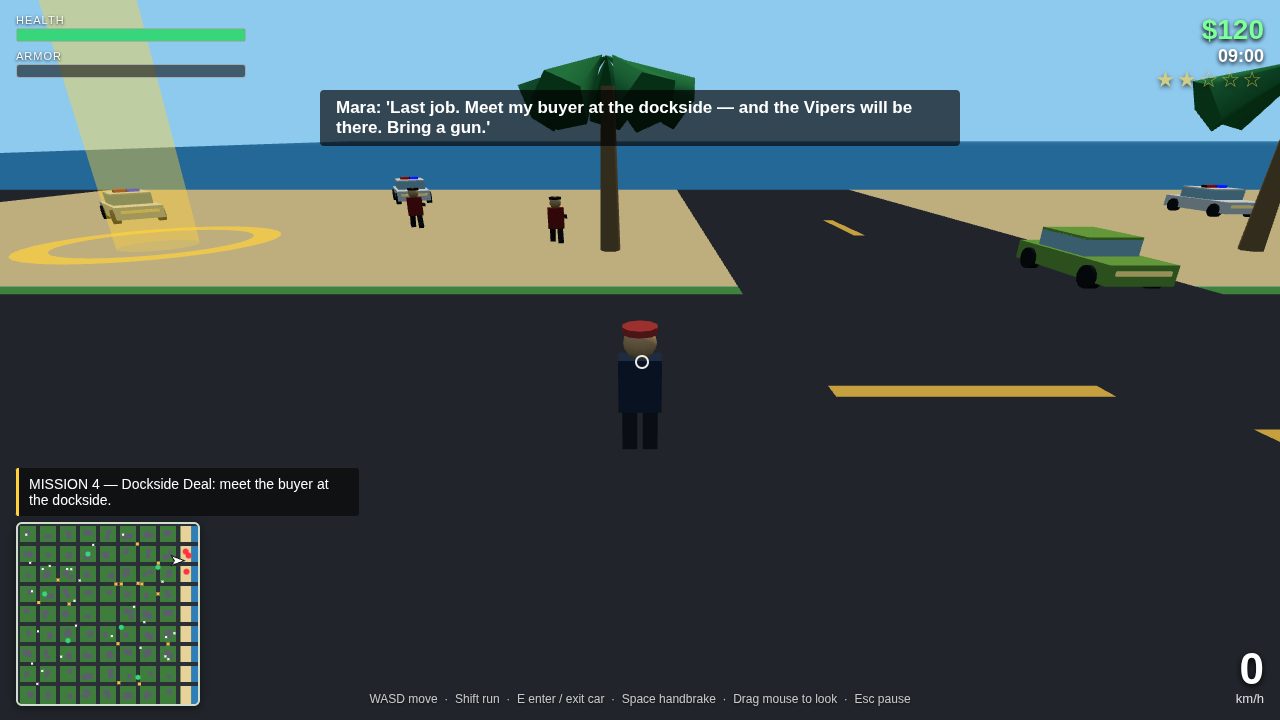 HEALTH
ARMOR
$120
09:00
★★☆☆☆
Mara: 'Last job. Meet my buyer at the dockside — and the Vipers will be
there. Bring a gun.'
MISSION 4 — Dockside Deal: meet the buyer at
the dockside.
WASD move · Shift run · E enter / exit car · Space handbrake · Drag mouse to look · Esc pause
0
km/h